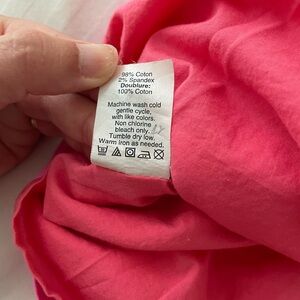 98% Coton
2% Spandex
Doublure:
100% Coton
Machine wash cold
gentle cycle,
with like colors.
Non chlorine
bleach only.
Tumble dry low.
Warm Iron as needed.